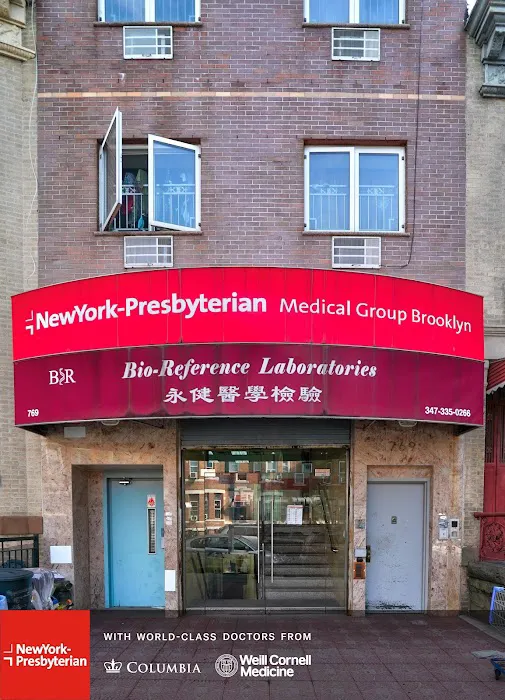 NewYork-Presbyterian Medical Group Brooklyn
BSR Bio-Reference Laboratories
永健醫學檢驗
769 347-335-0266
NewYork-
Presbyterian
WITH WORLD-CLASS DOCTORS FROM
COLUMBIA Weill Cornell
Medicine